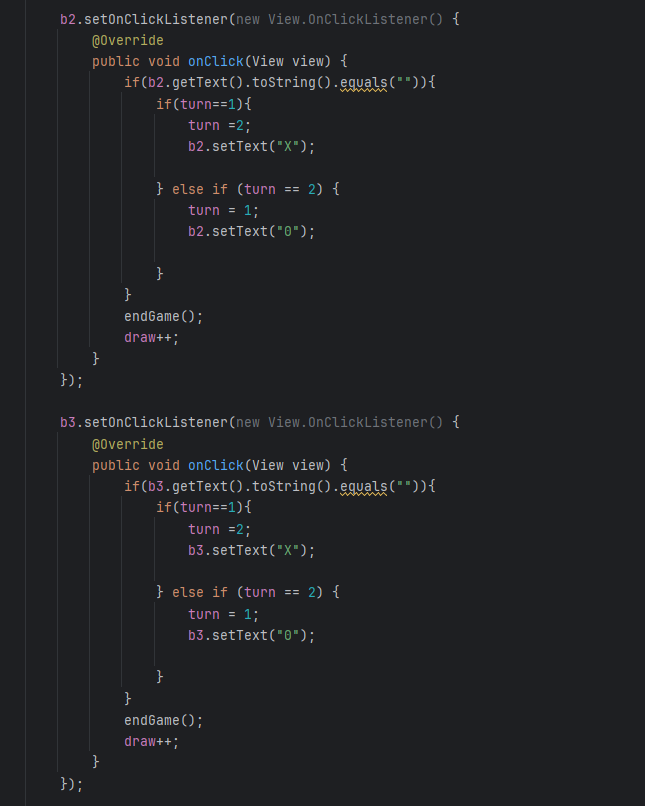 b2.setOnClickListener(new View.OnClickListener() {
    @Override
    public void onClick(View view) {
        if(b2.getText().toString().equals("")){
            if(turn==1){
                turn =2;
                b2.setText("X");

            } else if (turn == 2) {
                turn = 1;
                b2.setText("O");

            }
        }
        endGame();
        draw++;
    }
});

b3.setOnClickListener(new View.OnClickListener() {
    @Override
    public void onClick(View view) {
        if(b3.getText().toString().equals("")){
            if(turn==1){
                turn =2;
                b3.setText("X");

            } else if (turn == 2) {
                turn = 1;
                b3.setText("O");

            }
        }
        endGame();
        draw++;
    }
});